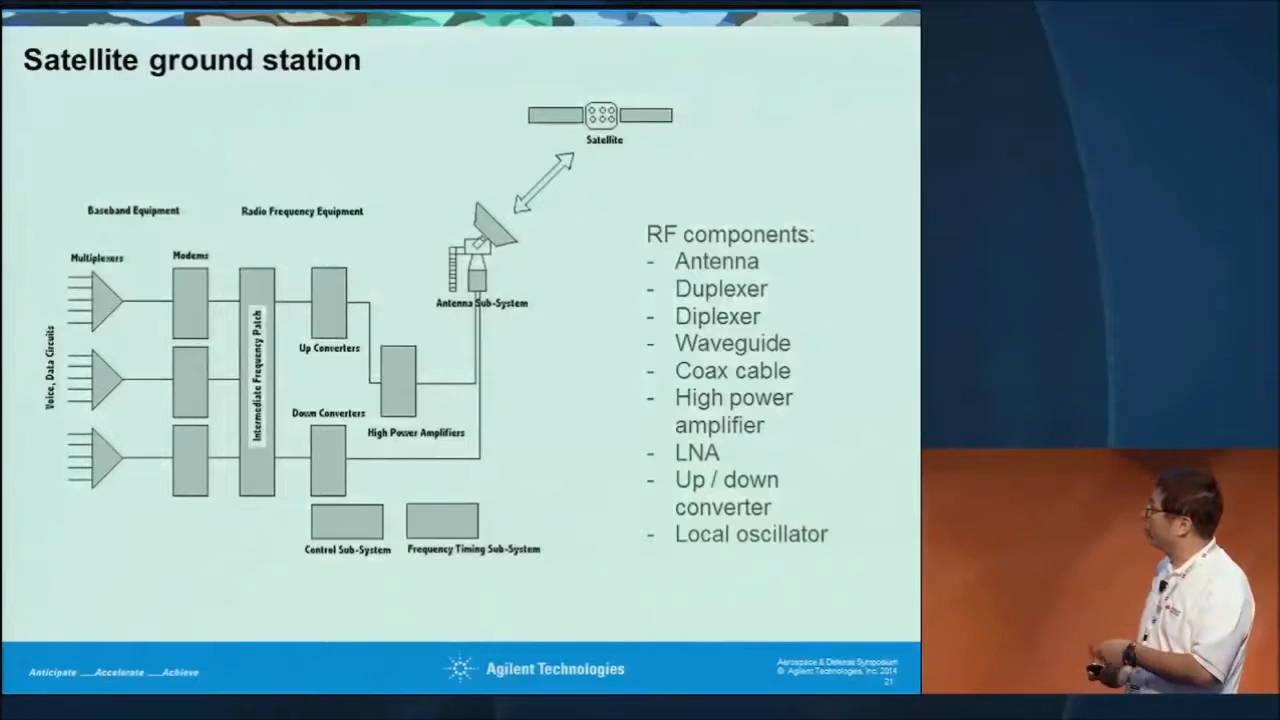 Satellite ground station
Satellite
Baseband Equipment
Radio Frequency Equipment
Multiplexers
Modems
Voice, Data Circuits
Intermediate Frequency Patch
Up Converters
Antenna Sub-System
Down Converters
High Power Amplifiers
Control Sub-System
Frequency Timing Sub-System
RF components:
- Antenna
- Duplexer
- Diplexer
- Waveguide
- Coax cable
- High power
amplifier
- LNA
- Up / down
converter
- Local oscillator
Anticipate __Accelerate __Achieve
Agilent Technologies
Aerospace & Defense Symposium
© Agilent Technologies, Inc. 2014
21